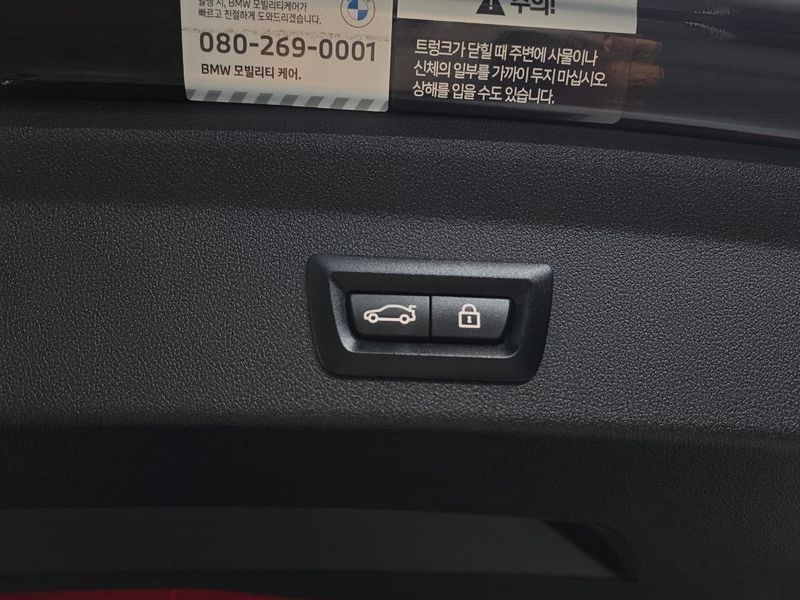 빠르고 친절하게 도와드리겠습니다.
080-269-0001
BMW 모빌리티 케어.
주의!
트렁크가 닫힐 때 주변에 사물이나
신체의 일부를 가까이 두지 마십시오.
상해를 입을 수도 있습니다.